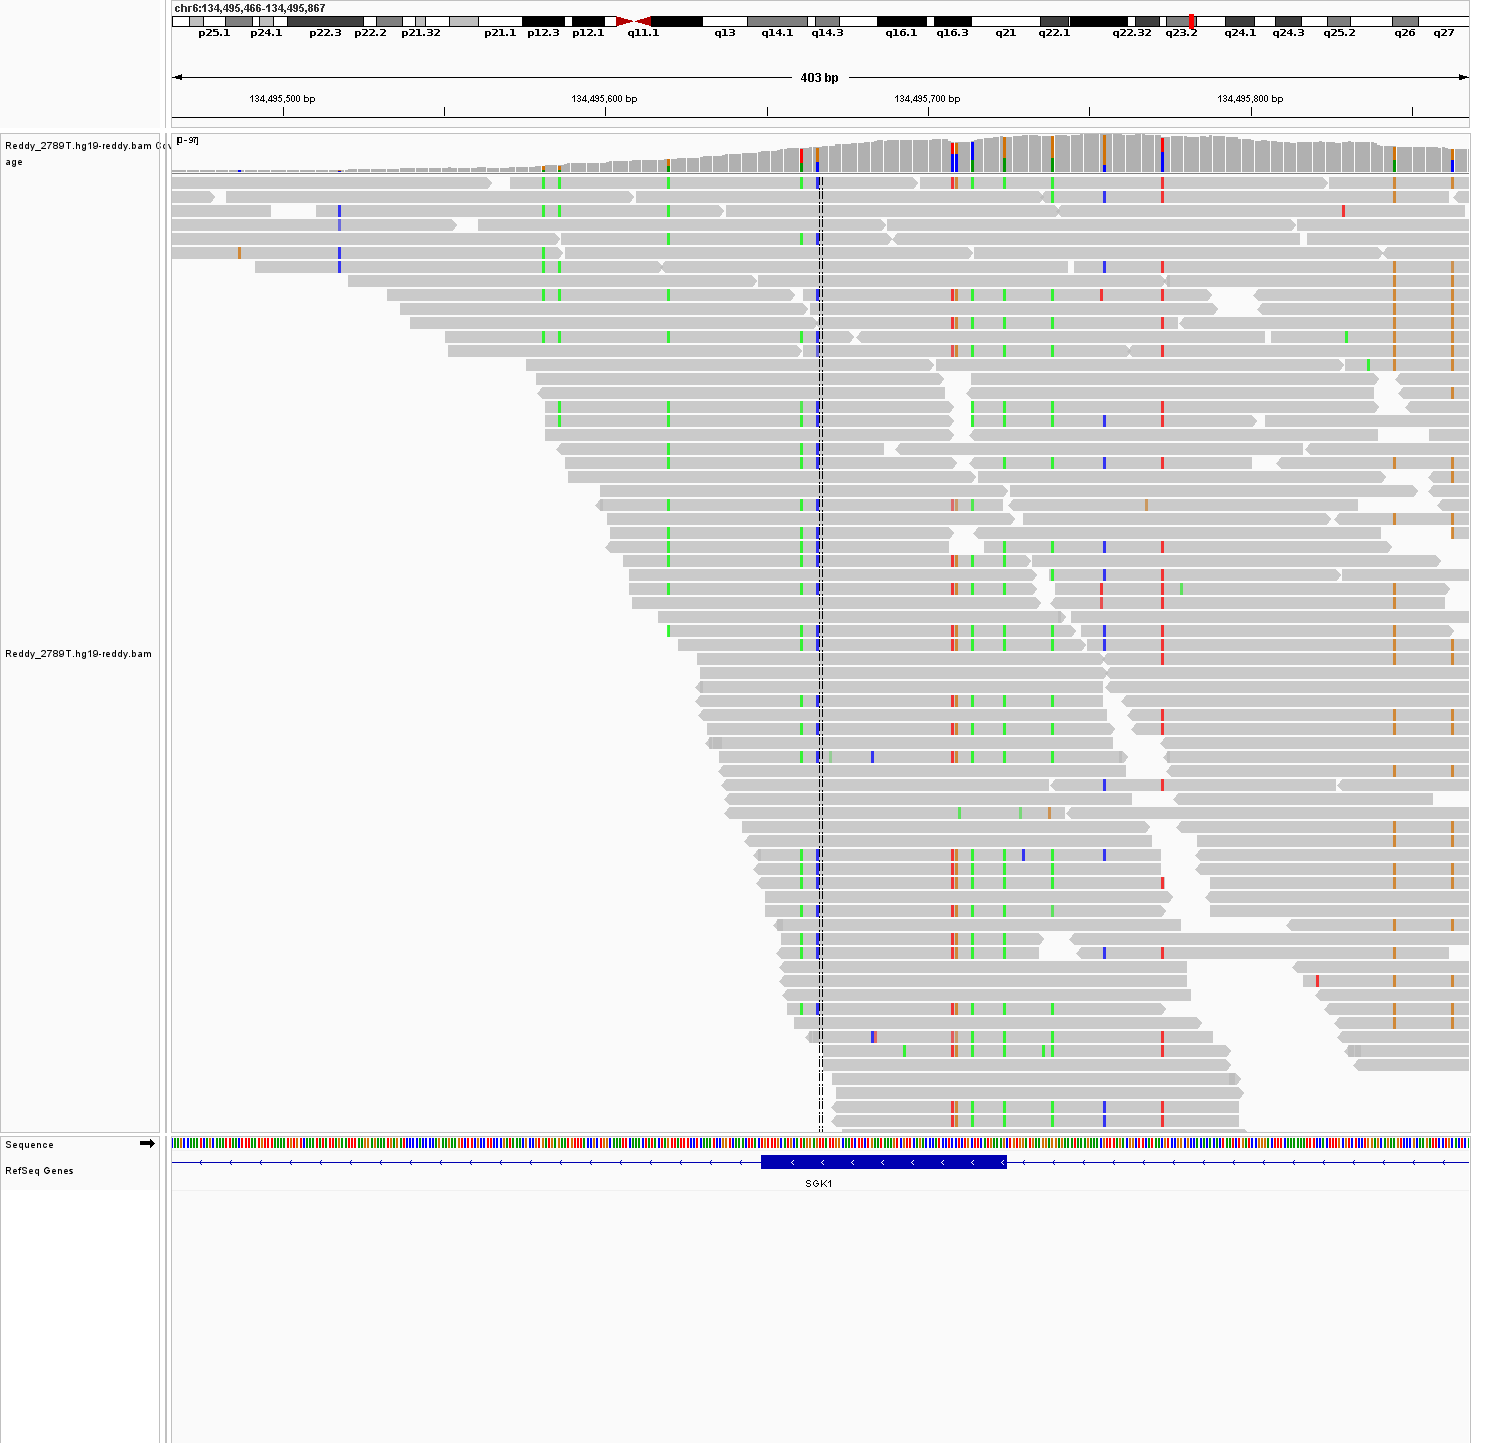 chr6:134,495,466-134,495,867
p25.1 p24.1 p22.3 p22.2 p21.32 p21.1 p12.3 p12.1 q11.1 q13 q14.1 q14.3 q16.1 q16.3 q21 q22.1 q22.32 q23.2 q24.1 q24.3 q25.2 q26 q27
403 bp
134,495,500 bp 134,495,600 bp 134,495,700 bp 134,495,800 bp
Reddy_2789T.hg19-reddy.bam Cov
age
[0 - 97]
Reddy_2789T.hg19-reddy.bam
Sequence
RefSeq Genes
SGK1